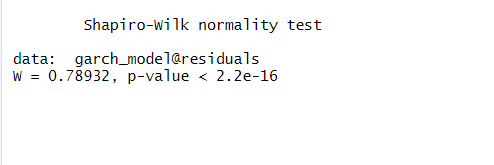 Shapiro-Wilk normality test
data:  garch_model@residuals
W = 0.78932, p-value < 2.2e-16